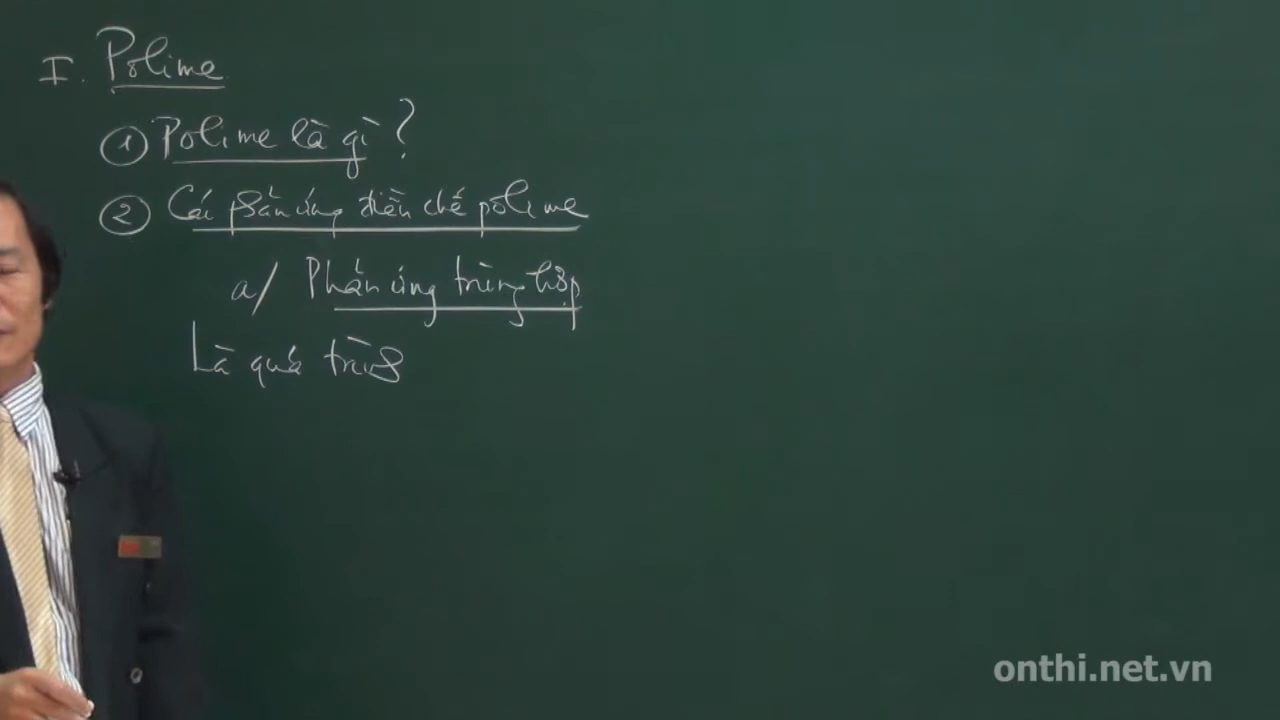 I. Polime
① Polime là gì?
② Các phản ứng điều chế polime
a/ Phản ứng trùng hợp
Là quá trình
onthi.net.vn